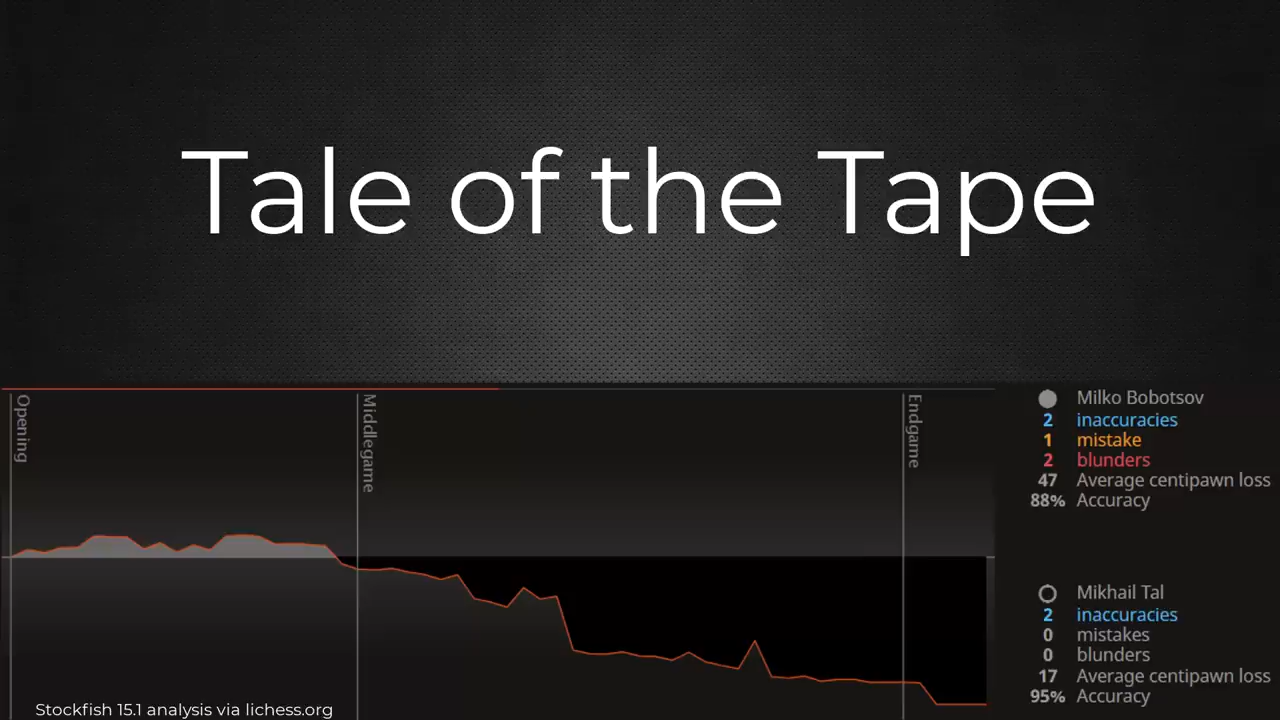 Tale of the Tape
Opening
Middlegame
Endgame
Milko Bobotsov
2 inaccuracies
1 mistake
2 blunders
47 Average centipawn loss
88% Accuracy
Mikhail Tal
2 inaccuracies
0 mistakes
0 blunders
17 Average centipawn loss
95% Accuracy
Stockfish 15.1 analysis via lichess.org